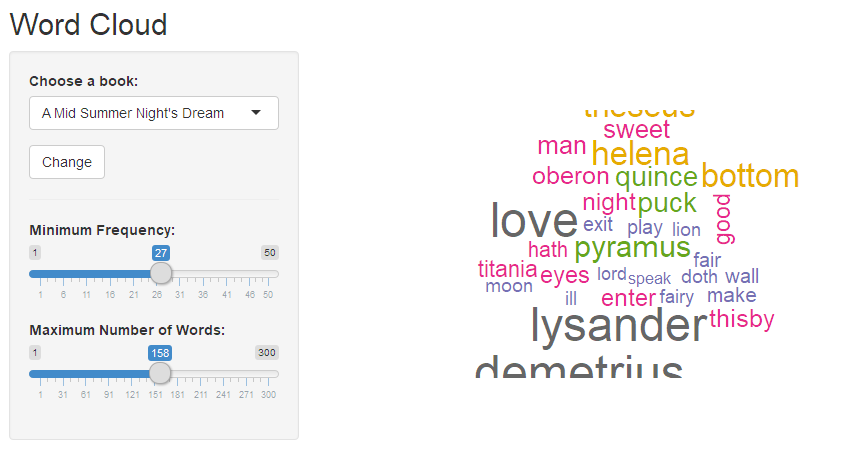 Word Cloud
Choose a book:
A Mid Summer Night's Dream
Change
Minimum Frequency:
1 27 50
1 6 11 16 21 26 31 36 41 46 50
Maximum Number of Words:
1 158 300
1 31 61 91 121 151 181 211 241 271 300
theseus
sweet
man
helena
oberon quince bottom
night puck
good
love exit play lion
hath pyramus
fair
titania eyes lord speak doth wall
moon
ill enter fairy make
lysander thisby
demetrius